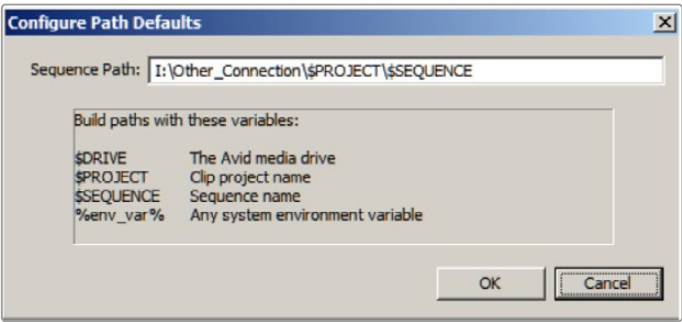 Configure Path Defaults
Sequence Path: I:\Other_Connection\$PROJECT\$SEQUENCE
Build paths with these variables:
$DRIVE The Avid media drive
$PROJECT Clip project name
$SEQUENCE Sequence name
%env_var% Any system environment variable
OK Cancel